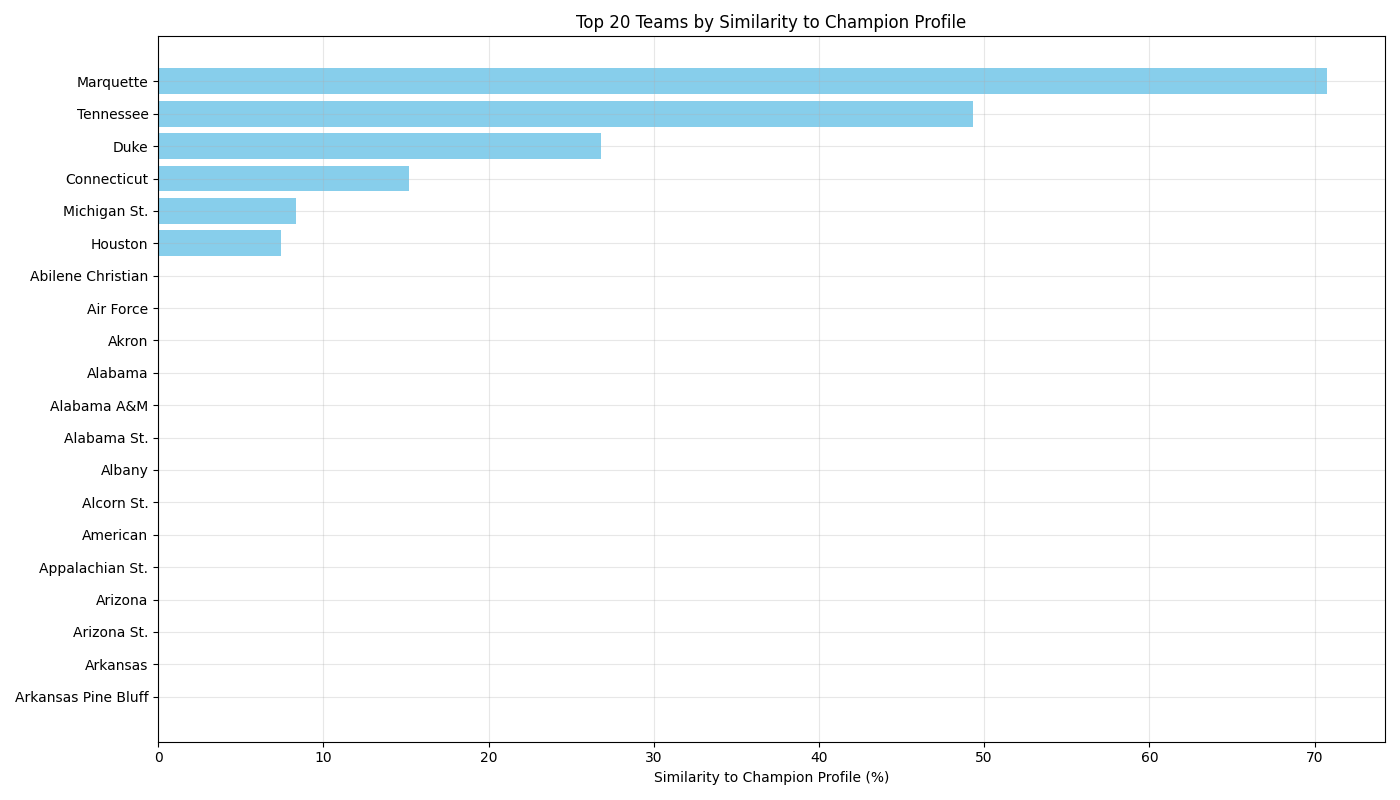 Top 20 Teams by Similarity to Champion Profile
Marquette
Tennessee
Duke
Connecticut
Michigan St.
Houston
Abilene Christian
Air Force
Akron
Alabama
Alabama A&M
Alabama St.
Albany
Alcorn St.
American
Appalachian St.
Arizona
Arizona St.
Arkansas
Arkansas Pine Bluff
0 10 20 30 40 50 60 70
Similarity to Champion Profile (%)